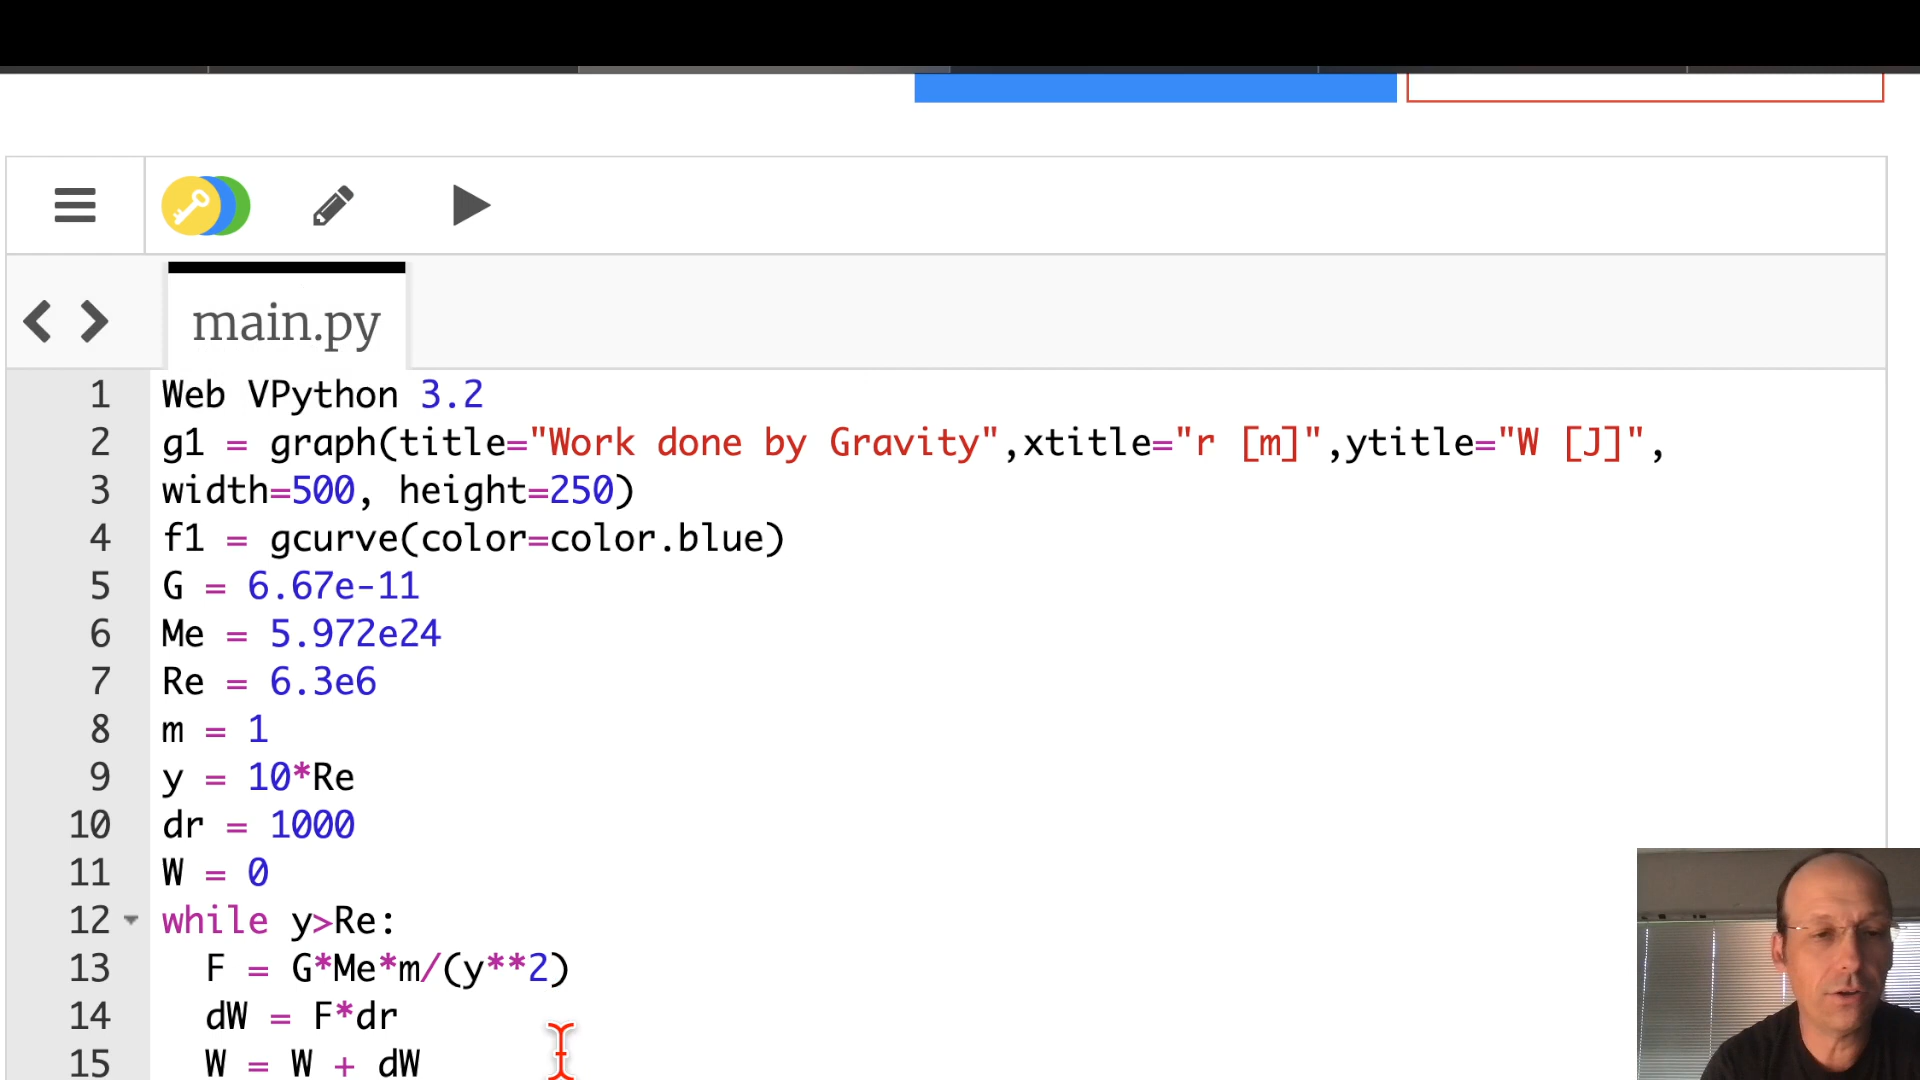 main.py
1 Web VPython 3.2
2 g1 = graph(title="Work done by Gravity",xtitle="r [m]",ytitle="W [J]",
3 width=500, height=250)
4 f1 = gcurve(color=color.blue)
5 G = 6.67e-11
6 Me = 5.972e24
7 Re = 6.3e6
8 m = 1
9 y = 10*Re
10 dr = 1000
11 W = 0
12 while y>Re:
13   F = G*Me*m/(y**2)
14   dW = F*dr
15   W = W + dW